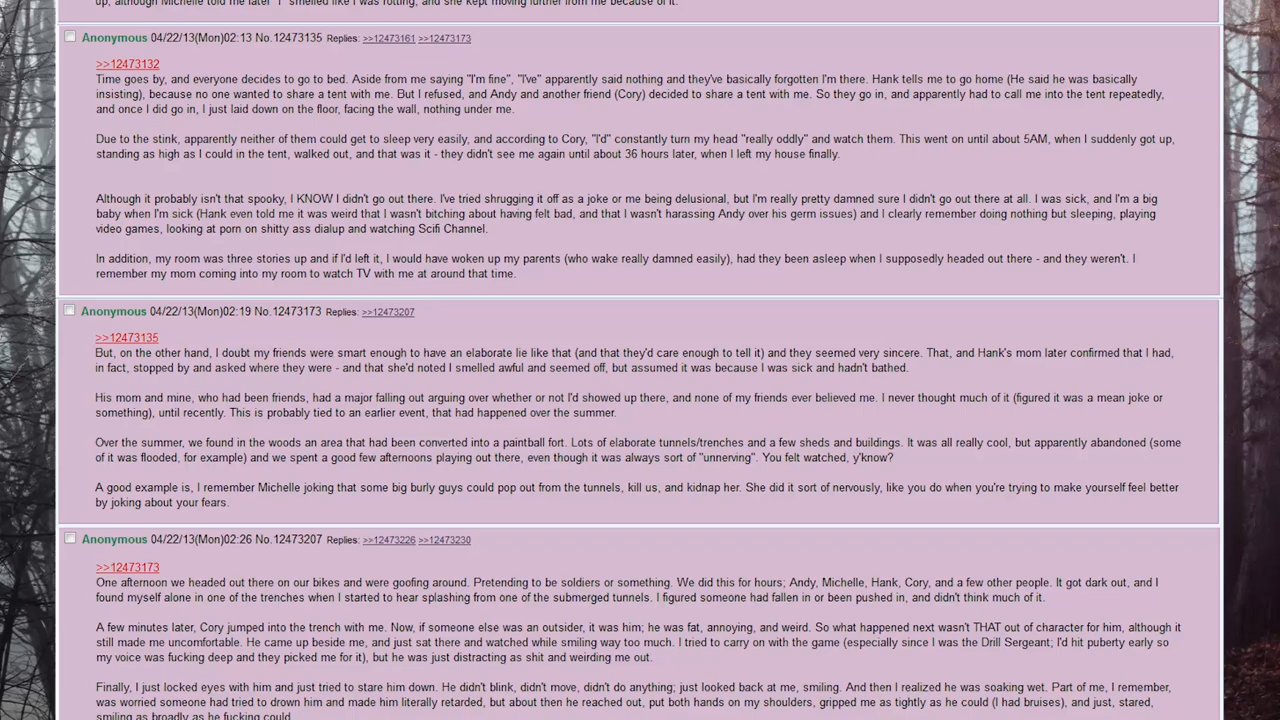 up, although Michelle told me later "I" smelled like I was rotting, and she kept moving further from me because of it.
Anonymous 04/22/13(Mon)02:13 No.12473135 Replies: >>12473161 >>12473173
>>12473132
Time goes by, and everyone decides to go to bed. Aside from me saying "I'm fine", "I've" apparently said nothing and they've basically forgotten I'm there. Hank tells me to go home (He said he was basically
insisting), because no one wanted to share a tent with me. But I refused, and Andy and another friend (Cory) decided to share a tent with me. So they go in, and apparently had to call me into the tent repeatedly,
and once I did go in, I just laid down on the floor, facing the wall, nothing under me.
Due to the stink, apparently neither of them could get to sleep very easily, and according to Cory, "I'd" constantly turn my head "really oddly" and watch them. This went on until about 5AM, when I suddenly got up,
standing as high as I could in the tent, walked out, and that was it - they didn't see me again until about 36 hours later, when I left my house finally.
Although it probably isn't that spooky, I KNOW I didn't go out there. I've tried shrugging it off as a joke or me being delusional, but I'm really pretty damned sure I didn't go out there at all. I was sick, and I'm a big
baby when I'm sick (Hank even told me it was weird that I wasn't bitching about having felt bad, and that I wasn't harassing Andy over his germ issues) and I clearly remember doing nothing but sleeping, playing
video games, looking at porn on shitty ass dialup and watching Scifi Channel.
In addition, my room was three stories up and if I'd left it, I would have woken up my parents (who wake really damned easily), had they been asleep when I supposedly headed out there - and they weren't. I
remember my mom coming into my room to watch TV with me at around that time.
Anonymous 04/22/13(Mon)02:19 No.12473173 Replies: >>12473207
>>12473135
But, on the other hand, I doubt my friends were smart enough to have an elaborate lie like that (and that they'd care enough to tell it) and they seemed very sincere. That, and Hank's mom later confirmed that I had,
in fact, stopped by and asked where they were - and that she'd noted I smelled awful and seemed off, but assumed it was because I was sick and hadn't bathed.
His mom and mine, who had been friends, had a major falling out arguing over whether or not I'd showed up there, and none of my friends ever believed me. I never thought much of it (figured it was a mean joke or
something), until recently. This is probably tied to an earlier event, that had happened over the summer.
Over the summer, we found in the woods an area that had been converted into a paintball fort. Lots of elaborate tunnels/trenches and a few sheds and buildings. It was all really cool, but apparently abandoned (some
of it was flooded, for example) and we spent a good few afternoons playing out there, even though it was always sort of "unnerving". You felt watched, y'know?
A good example is, I remember Michelle joking that some big burly guys could pop out from the tunnels, kill us, and kidnap her. She did it sort of nervously, like you do when you're trying to make yourself feel better
by joking about your fears.
Anonymous 04/22/13(Mon)02:26 No.12473207 Replies: >>12473226 >>12473230
>>12473173
One afternoon we headed out there on our bikes and were goofing around. Pretending to be soldiers or something. We did this for hours; Andy, Michelle, Hank, Cory, and a few other people. It got dark out, and I
found myself alone in one of the trenches when I started to hear splashing from one of the submerged tunnels. I figured someone had fallen in or been pushed in, and didn't think much of it.
A few minutes later, Cory jumped into the trench with me. Now, if someone else was an outsider, it was him; he was fat, annoying, and weird. So what happened next wasn't THAT out of character for him, although it
still made me uncomfortable. He came up beside me, and just sat there and watched while smiling way too much. I tried to carry on with the game (especially since I was the Drill Sergeant; I'd hit puberty early so
my voice was fucking deep and they picked me for it), but he was just distracting as shit and weirding me out.
Finally, I just locked eyes with him and just tried to stare him down. He didn't blink, didn't move, didn't do anything; just looked back at me, smiling. And then I realized he was soaking wet. Part of me, I remember,
was worried someone had tried to drown him and made him literally retarded, but about then he reached out, put both hands on my shoulders, gripped me as tightly as he could (I had bruises), and just, stared,
smiling as broadly as he fucking could.